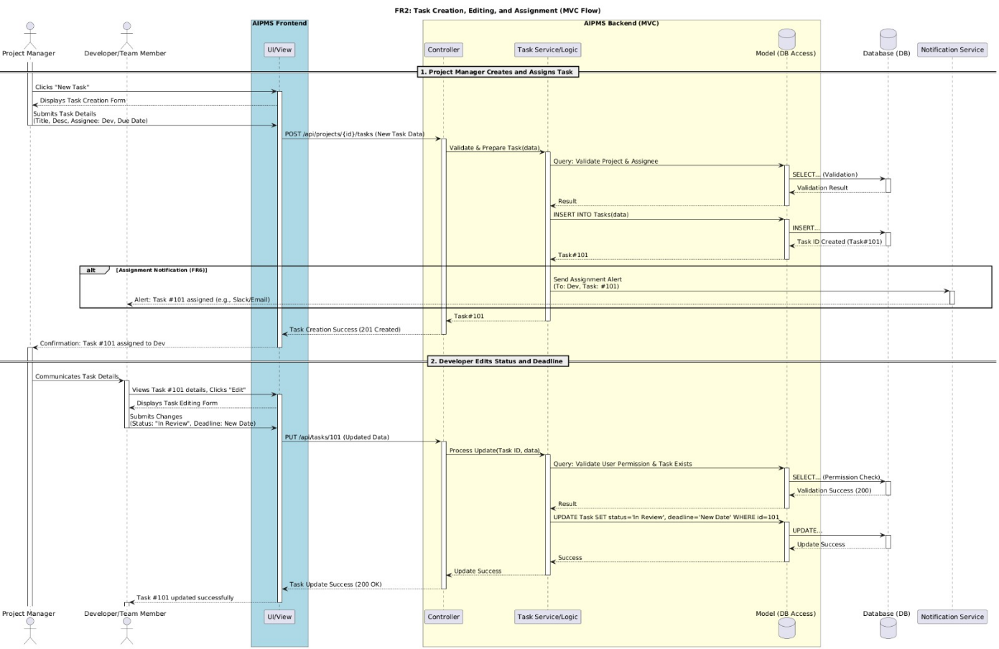 FR2: Task Creation, Editing, and Assignment (MVC Flow)
AIPMS Frontend
AIPMS Backend (MVC)
Project Manager
Developer/Team Member
UI/View
Controller
Task Service/Logic
Model (DB Access)
Database (DB)
Notification Service
1. Project Manager Creates and Assigns Task
Clicks "New Task"
Displays Task Creation Form
Submits Task Details
(Title, Desc, Assignee: Dev, Due Date)
POST /api/projects/{id}/tasks (New Task Data)
Validate & Prepare Task(data)
Query: Validate Project & Assignee
SELECT... (Validation)
Validation Result
Result
INSERT INTO Tasks(data)
INSERT...
Task ID Created (Task#101)
Task#101
alt
[Assignment Notification (FR6)]
Send Assignment Alert
(To: Dev, Task: #101)
Alert: Task #101 assigned (e.g., Slack/Email)
Task#101
Task Creation Success (201 Created)
Confirmation: Task #101 assigned to Dev
2. Developer Edits Status and Deadline
Communicates Task Details
Views Task #101 details, Clicks "Edit"
Displays Task Editing Form
Submits Changes
(Status: "In Review", Deadline: New Date)
PUT /api/tasks/101 (Updated Data)
Process Update(Task ID, data)
Query: Validate User Permission & Task Exists
SELECT... (Permission Check)
Validation Success (200)
Result
UPDATE Task SET status='In Review', deadline='New Date' WHERE id=101
UPDATE...
Update Success
Success
Update Success
Task Update Success (200 OK)
Task #101 updated successfully
Project Manager
Developer/Team Member
UI/View
Controller
Task Service/Logic
Model (DB Access)
Database (DB)
Notification Service